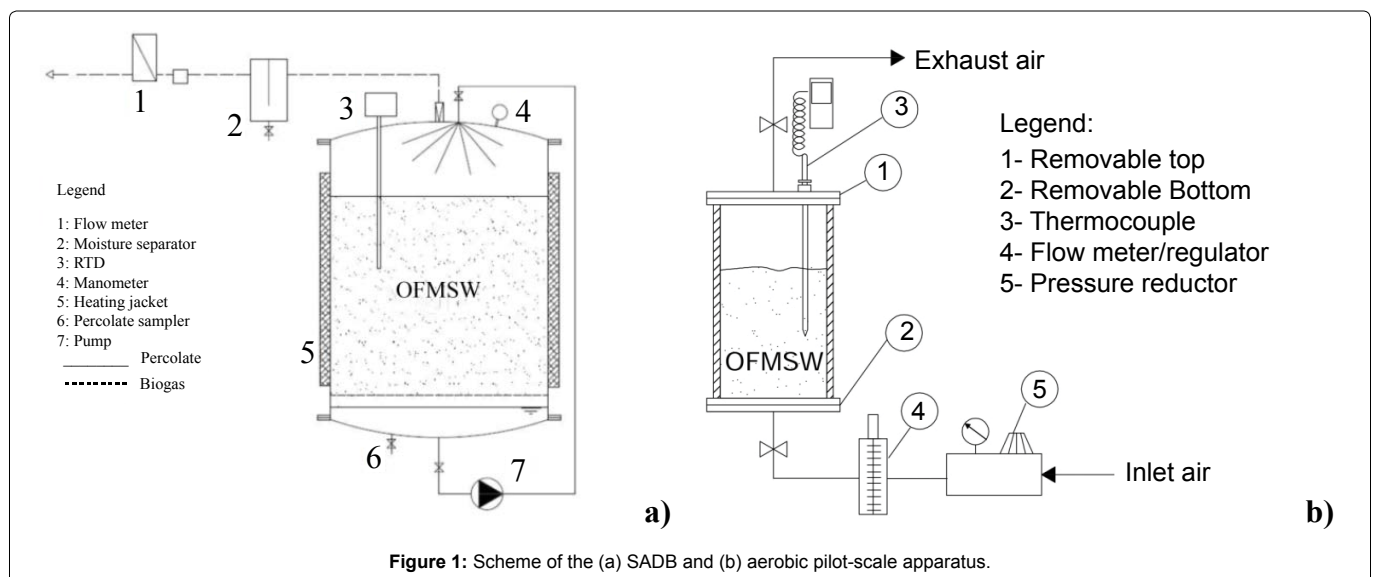 1
2
3
4
Legend
1: Flow meter
2: Moisture separator
3: RTD
4: Manometer
5: Heating jacket
6: Percolate sampler
7: Pump
Percolate
Biogas
OFMSW
5
6
7
a)
Exhaust air
3
1
Legend:
1- Removable top
2- Removable Bottom
3- Thermocouple
4- Flow meter/regulator
5- Pressure reductor
OFMSW
2
4
5
Inlet air
b)
Figure 1: Scheme of the (a) SADB and (b) aerobic pilot-scale apparatus.